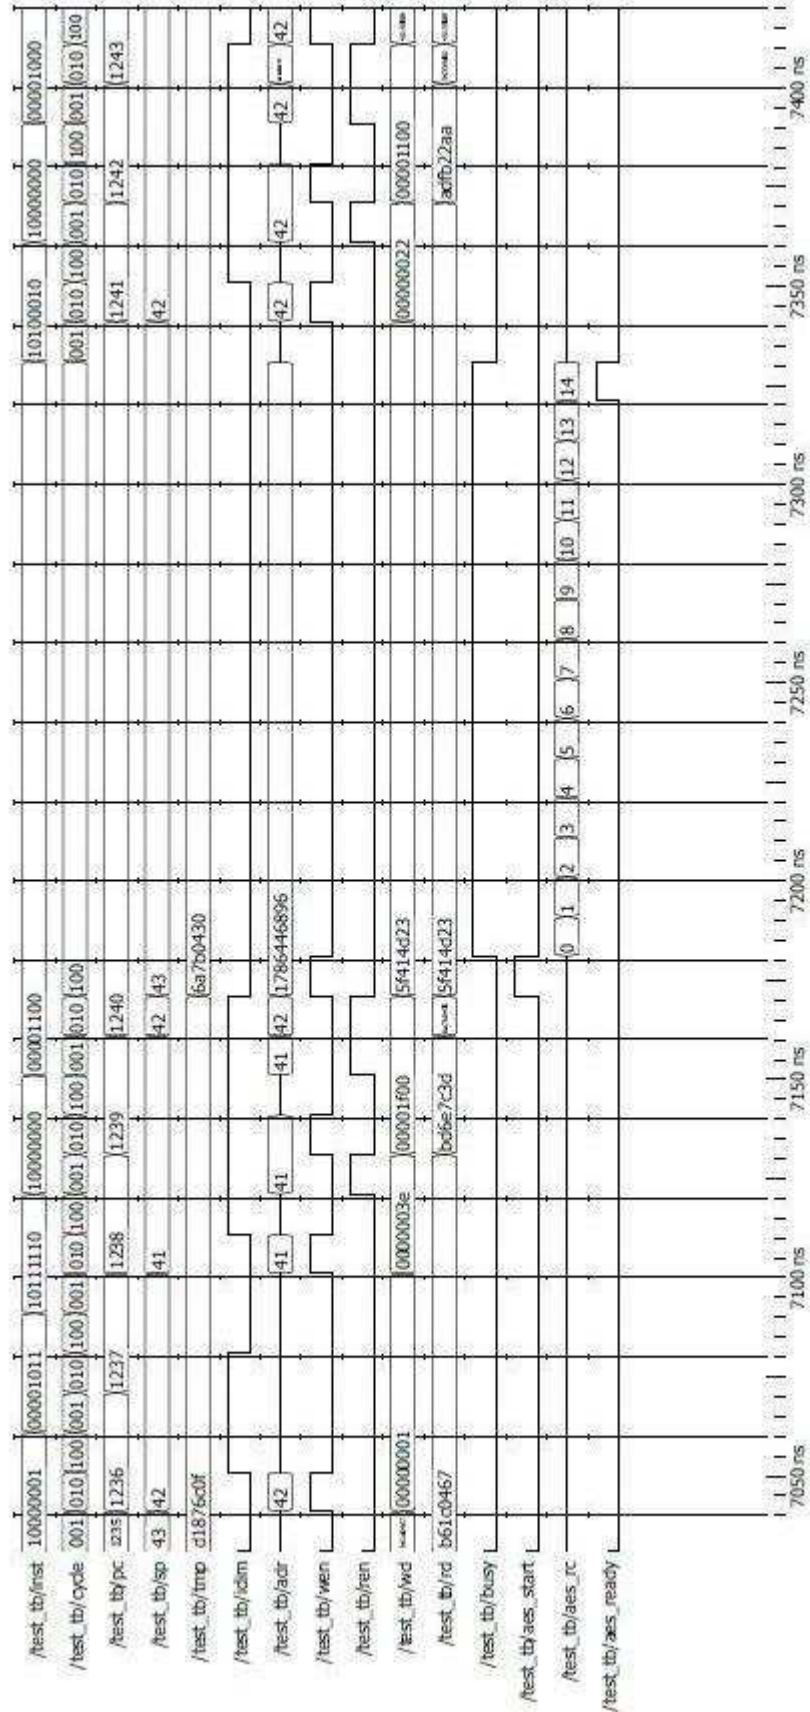 /test_tb/inst 10000001 00001011 10111110 10000000 00001100 10100010 10000000 00001000
/test_tb/cycle 001 010 100 001 010 100 001 010 100 001 010 100 001 010 100 001 010 100 001 010 100 001 010 100
/test_tb/pc 1235 1236 1237 1238 1239 1240 1241 1242 1243
/test_tb/sp 43 42 41 42 43 42
/test_tb/tmp d1876c0f 6a7b0430
/test_tb/idim
/test_tb/adr 42 41 41 41 42 1786446896 42 42 42 42
/test_tb/wen
/test_tb/ren
/test_tb/wd 00000001 0000003e 00001f00 5f414d23 00000022 00001100
/test_tb/rd b61c0467 bd6e7c3d 5f414d23 adfb22aa
/test_tb/busy
/test_tb/aes_start
/test_tb/aes_rc 0 1 2 3 4 5 6 7 8 9 10 11 12 13 14
/test_tb/aes_ready
7050 ns 7100 ns 7150 ns 7200 ns 7250 ns 7300 ns 7350 ns 7400 ns